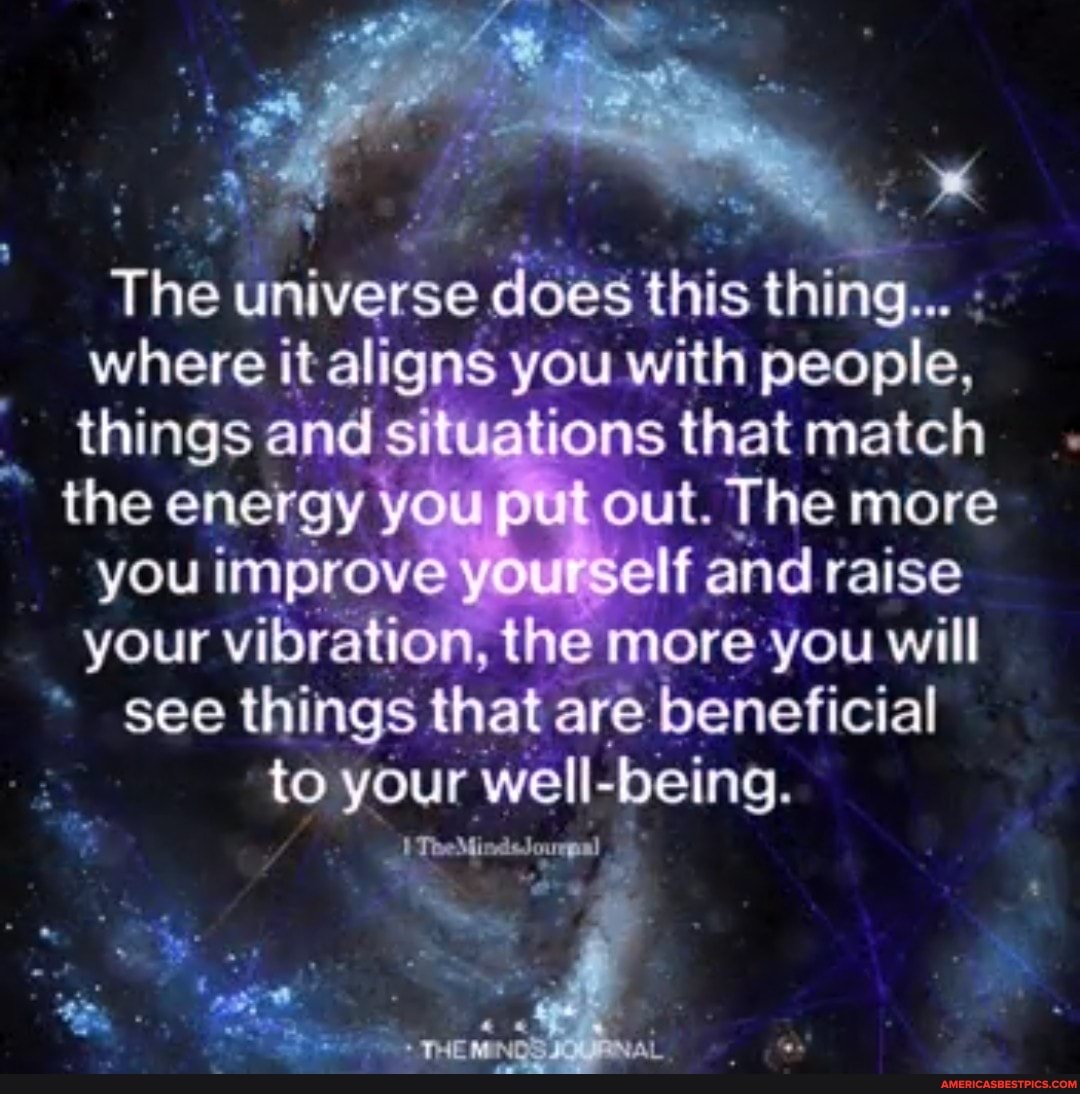 The universe does this thing...
where it aligns you with people,
things and situations that match
the energy you put out. The more
you improve yourself and raise
your vibration, the more you will
see things that are beneficial
to your well-being.
TheMindsJournal
THE MINDS JOURNAL
AMERICASBESTPICS.COM